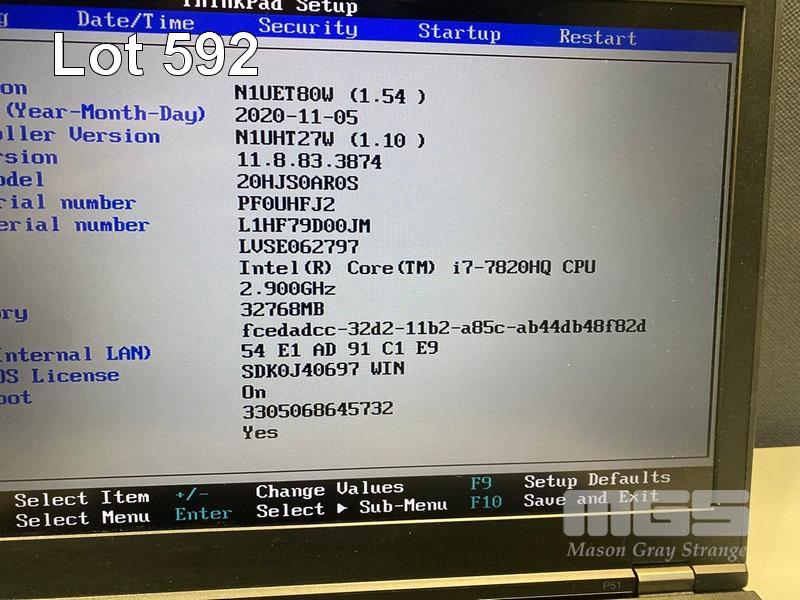 ThinkPad Setup
Date/Time Security Startup Restart
Lot 592
on N1UET80W (1.54 )
(Year-Month-Day) 2020-11-05
ller Version N1UHT27W (1.10 )
rsion 11.8.83.3874
odel 20HJS0AR0S
rial number PF0UHFJ2
erial number L1HF79D00JM
LVSE062797
Intel(R) Core(TM) i7-7820HQ CPU
2.900GHz
ry 32768MB
fcedadcc-32d2-11b2-a85c-ab44db48f82d
Internal LAN) 54 E1 AD 91 C1 E9
OS License SDK0J40697 WIN
oot On
3305068645732
Yes
Select Item +/- Change Values F9 Setup Defaults
Select Menu Enter Select ▶ Sub-Menu F10 Save and Exit
MGS
Mason Gray Strange
P51